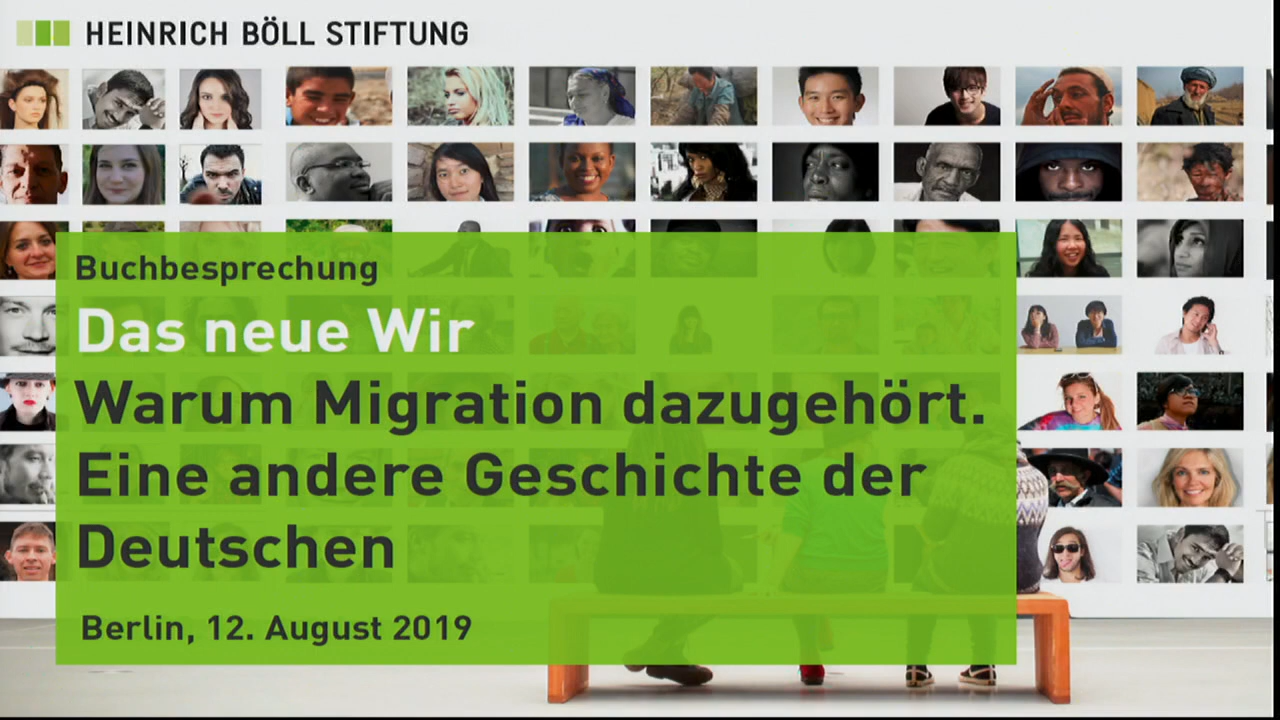 HEINRICH BÖLL STIFTUNG
Buchbesprechung
Das neue Wir
Warum Migration dazugehört.
Eine andere Geschichte der
Deutschen
Berlin, 12. August 2019